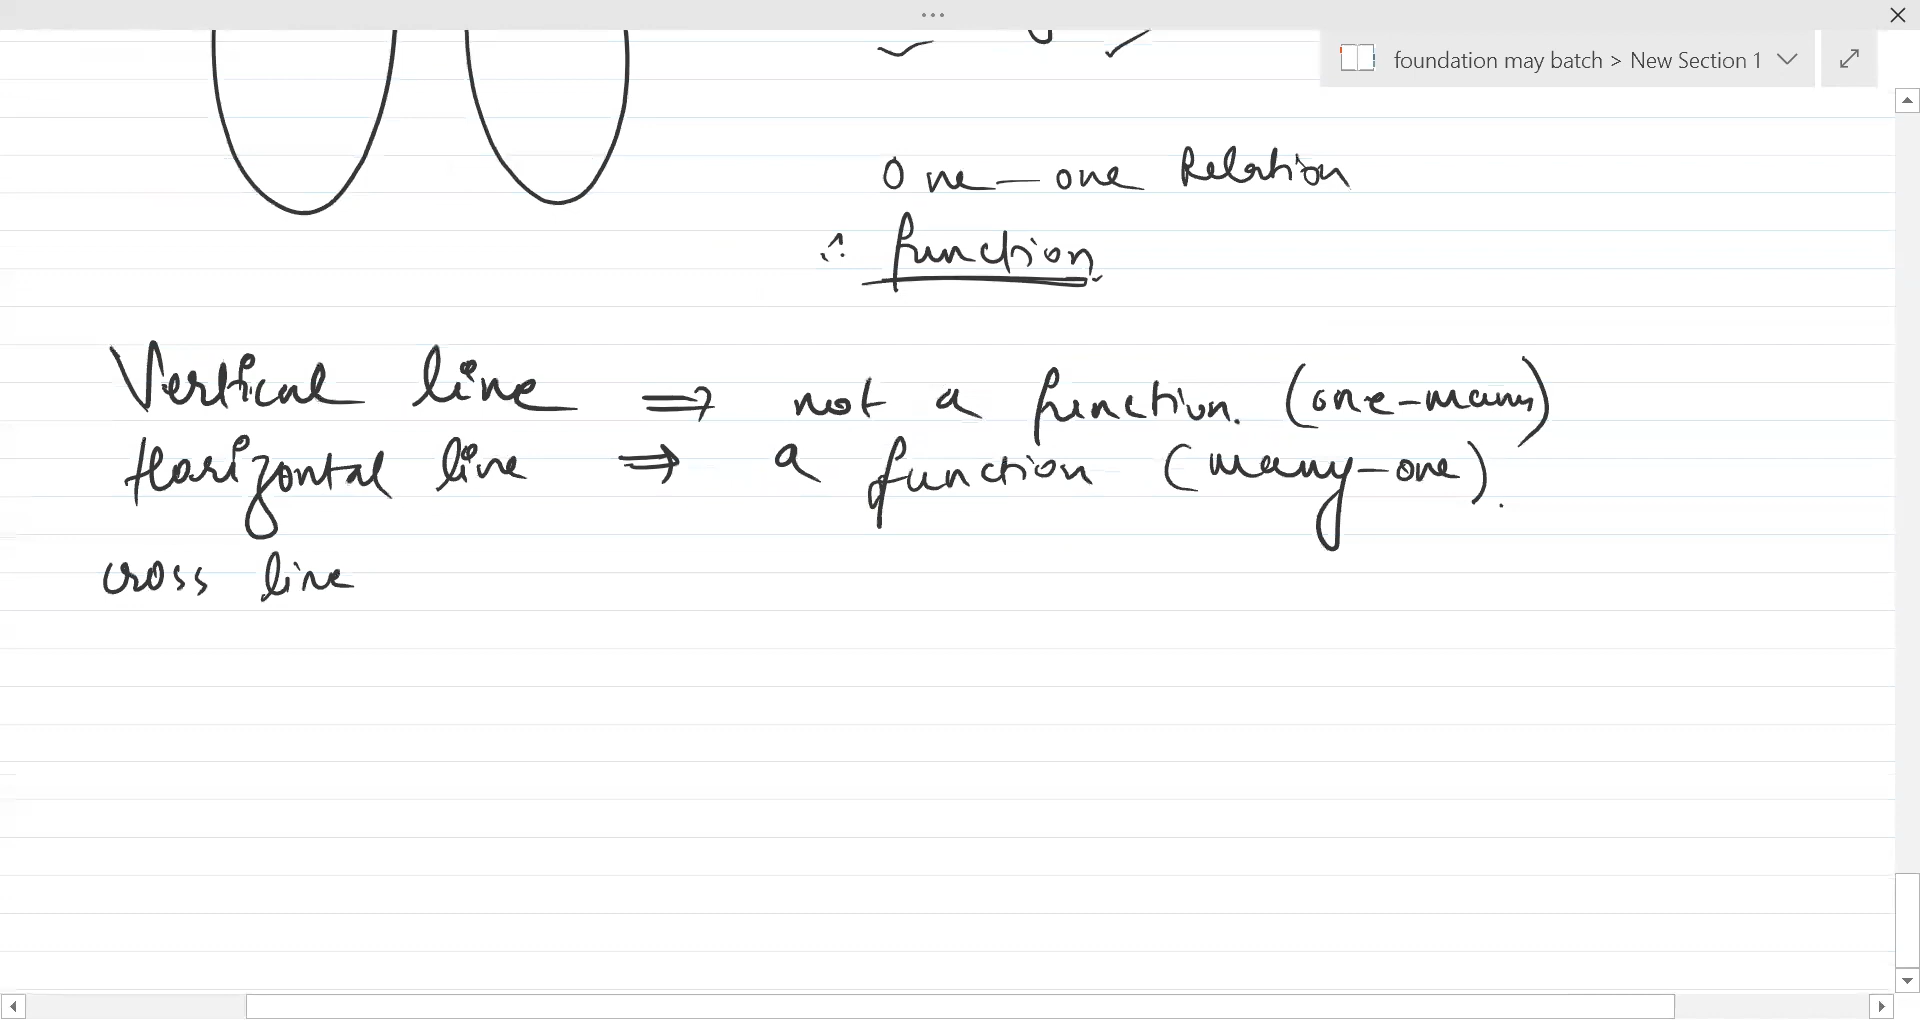 foundation may batch > New Section 1
One - one Relation
∴ function
Vertical line ⇒ not a function. (one-many)
Horizontal line ⇒ a function (many-one).
cross line